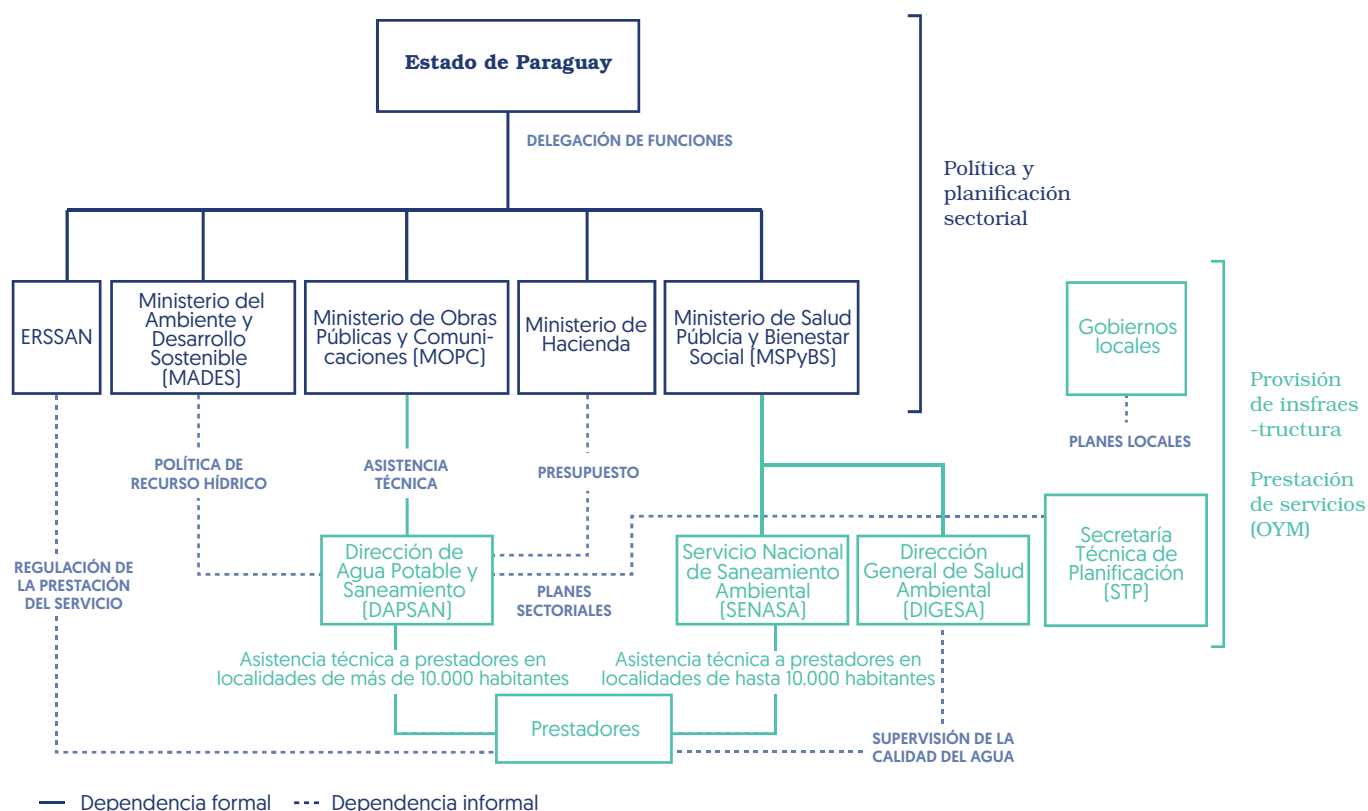 Estado de Paraguay
DELEGACIÓN DE FUNCIONES
Política y
planificación
sectorial
ERSSAN
Ministerio del
Ambiente y
Desarrollo
Sostenible
(MADES)
Ministerio de Obras
Públicas y Comuni-
caciones (MOPC)
Ministerio de
Hacienda
Ministerio de Salud
Públcia y Bienestar
Social (MSPyBS)
Gobiernos
locales
Provisión
de insfraes
-tructura
Prestación
de servicios
(OYM)
POLÍTICA DE
RECURSO HÍDRICO
ASISTENCIA
TÉCNICA
PRESUPUESTO
PLANES LOCALES
REGULACIÓN DE
LA PRESTACIÓN
DEL SERVICIO
Dirección de
Agua Potable y
Saneamiento
(DAPSAN)
PLANES
SECTORIALES
Servicio Nacional
de Saneamiento
Ambiental
(SENASA)
Dirección
General de Salud
Ambiental
(DIGESA)
Secretaría
Técnica de
Planificación
(STP)
Asistencia técnica a prestadores en
localidades de más de 10.000 habitantes
Asistencia técnica a prestadores en
localidades de hasta 10.000 habitantes
Prestadores
SUPERVISIÓN DE LA
CALIDAD DEL AGUA
Dependencia formal
Dependencia informal